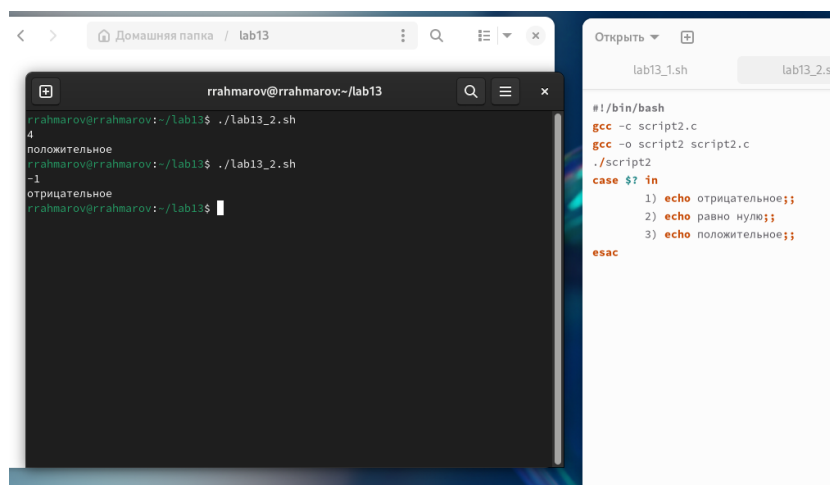 Домашняя папка / lab13
rrahmarov@rrahmarov:~/lab13
rrahmarov@rrahmarov:~/lab13$ ./lab13_2.sh
4
положительное
rrahmarov@rrahmarov:~/lab13$ ./lab13_2.sh
-1
отрицательное
rrahmarov@rrahmarov:~/lab13$
Открыть
lab13_1.sh lab13_2.s
#!/bin/bash
gcc -c script2.c
gcc -o script2 script2.c
./script2
case $? in
1) echo отрицательное;;
2) echo равно нулю;;
3) echo положительное;;
esac